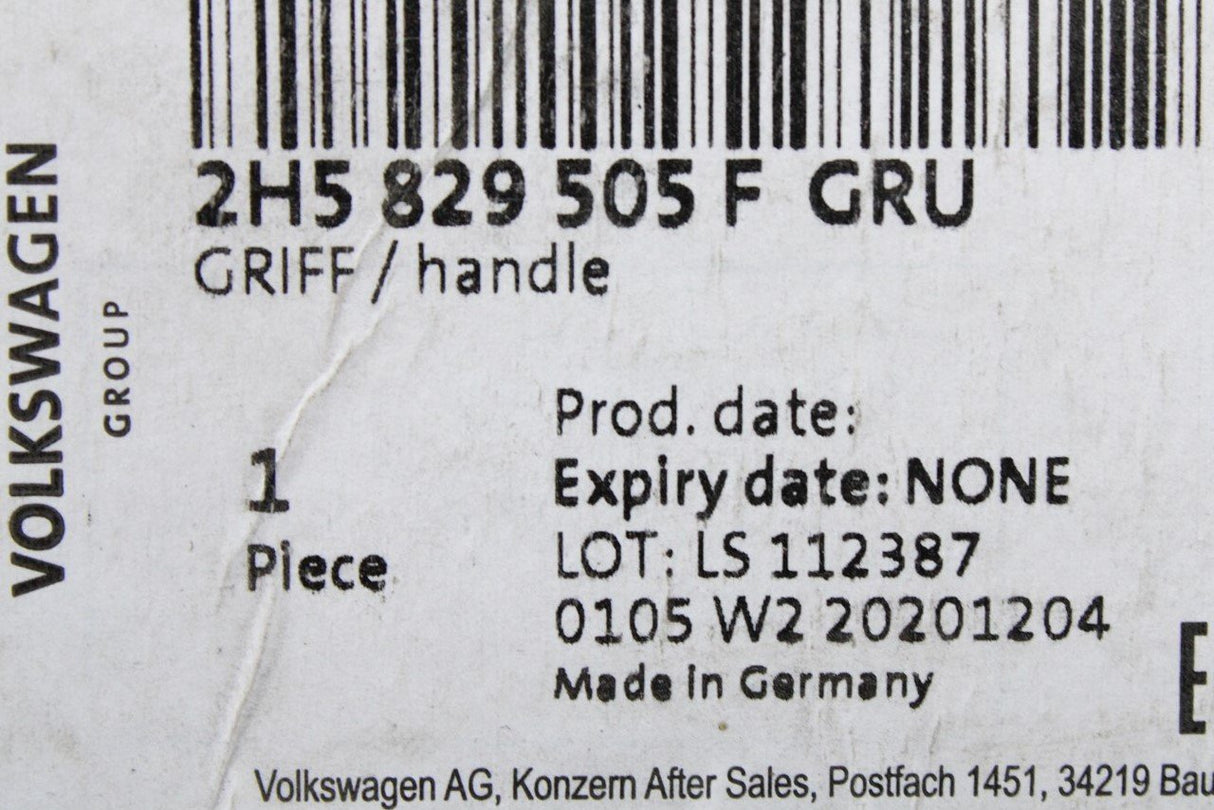 VOLKSWAGEN
GROUP
2H5 829 505 F GRU
GRIFF / handle
1
Piece
Prod. date:
Expiry date: NONE
LOT: LS 112387
0105 W2 20201204
Made in Germany
Volkswagen AG, Konzern After Sales, Postfach 1451, 34219